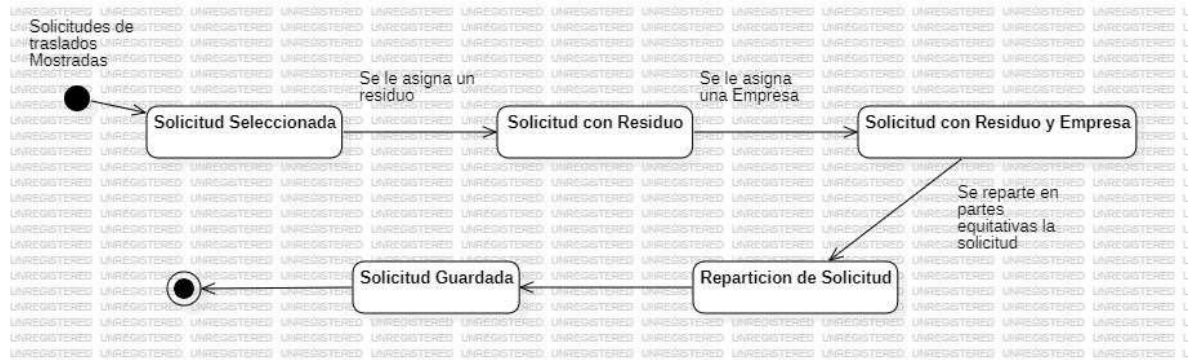 Solicitudes de
traslados
Mostradas
Se le asigna un
residuo
Se le asigna
una Empresa
Solicitud Seleccionada
Solicitud con Residuo
Solicitud con Residuo y Empresa
Se reparte en
partes
equitativas la
solicitud
Solicitud Guardada
Reparticion de Solicitud
UNREGISTERED